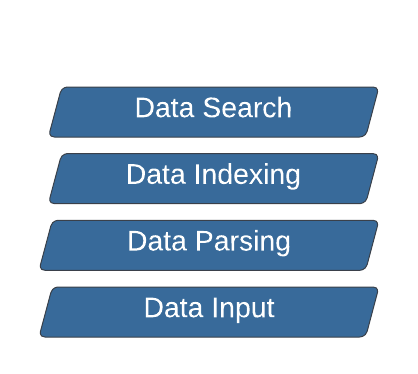 Data Search
Data Indexing
Data Parsing
Data Input